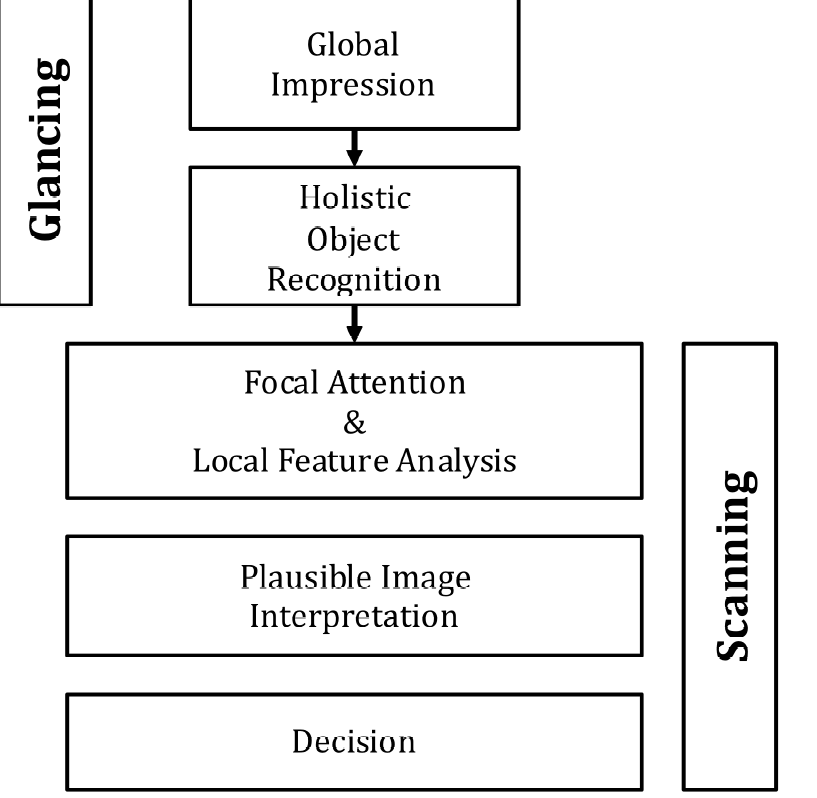 Glancing
Global
Impression
Holistic
Object
Recognition
Focal Attention
&
Local Feature Analysis
Scanning
Plausible Image
Interpretation
Decision